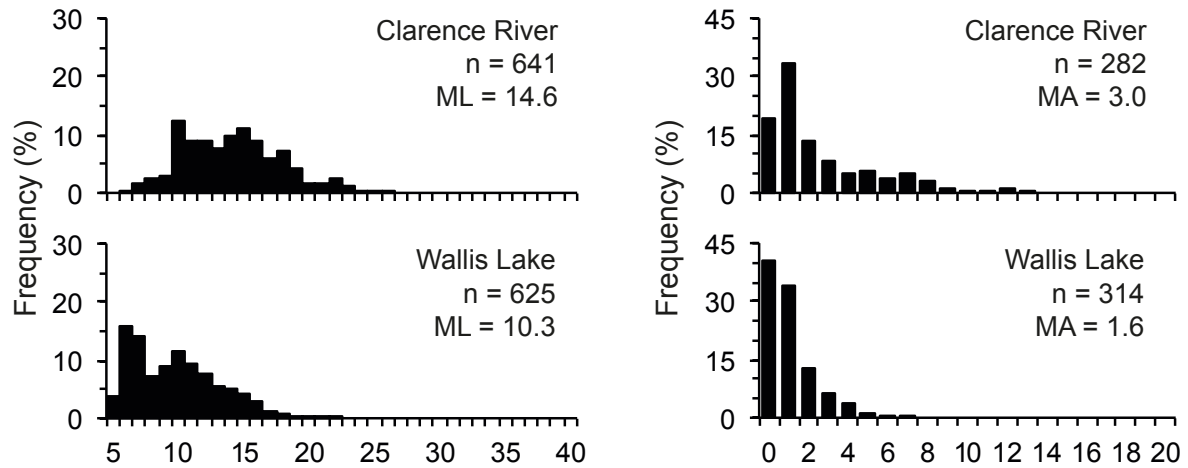 Frequency (%)
30
20
10
0
Clarence River
n = 641
ML = 14.6
30
20
10
0
Wallis Lake
n = 625
ML = 10.3
5 10 15 20 25 30 35 40
Frequency (%)
45
30
15
0
Clarence River
n = 282
MA = 3.0
45
30
15
0
Wallis Lake
n = 314
MA = 1.6
0 2 4 6 8 10 12 14 16 18 20